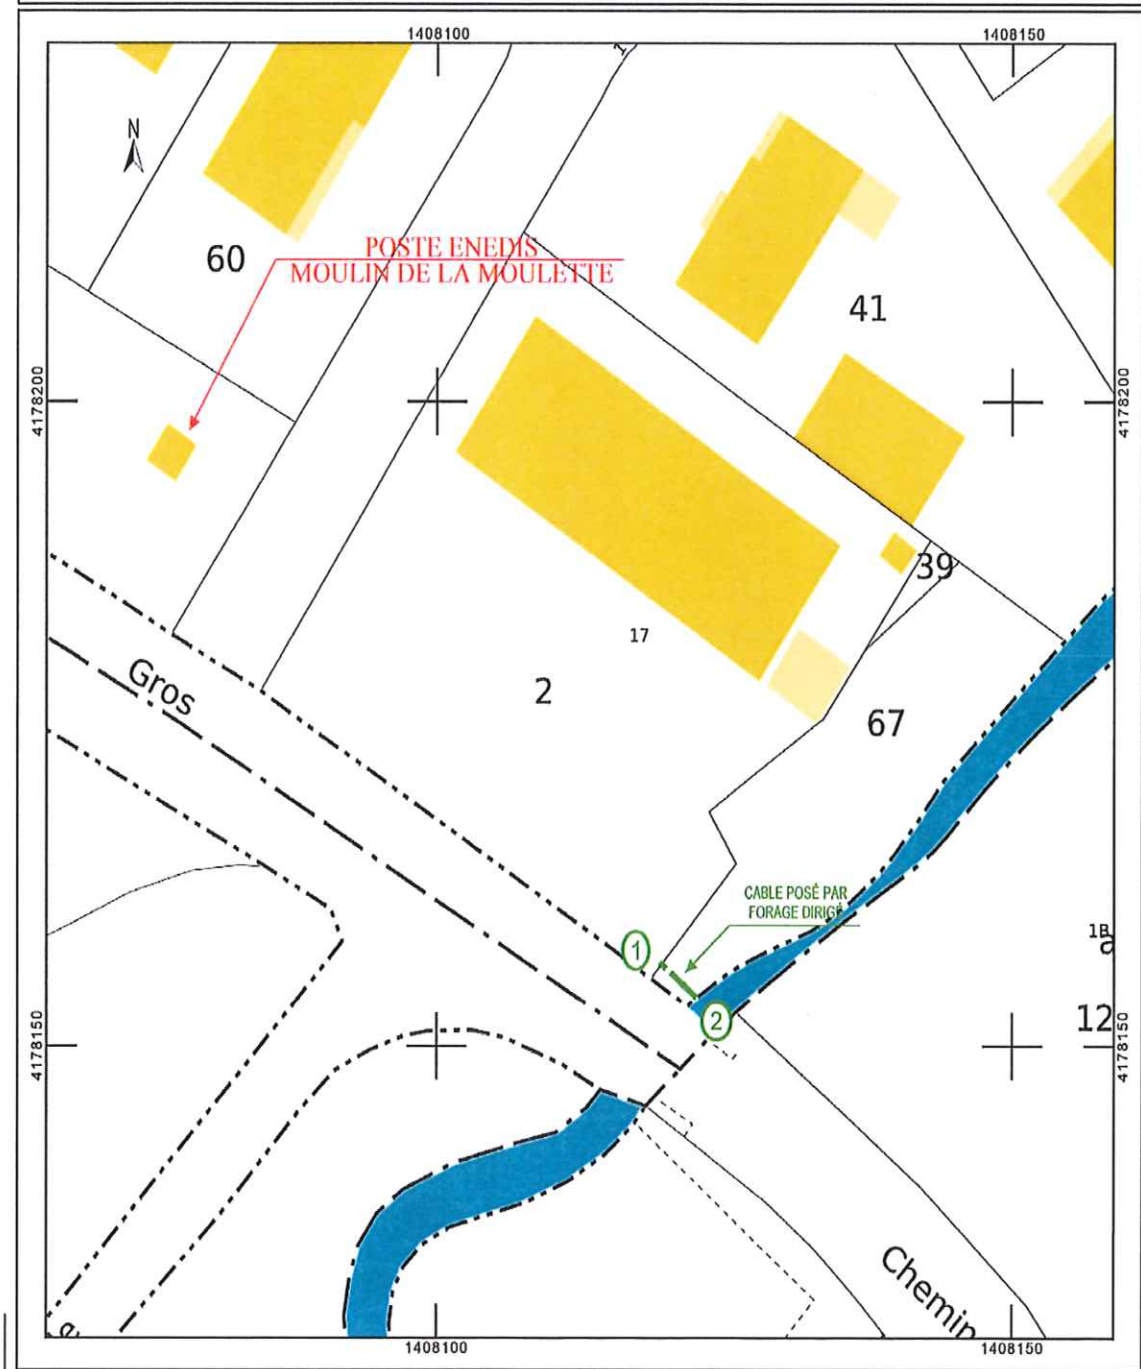 1408100
1408150
1
N
POSTE ENEDIS
MOULIN DE LA MOULETTE
60
41
4178200
4178200
39
17
Gros
2
67
CABLE POSÉ PAR
FORAGE DIRIGÉ
1B
a
1
2
12
4178150
4178150
Chemin
e
1408100
1408150